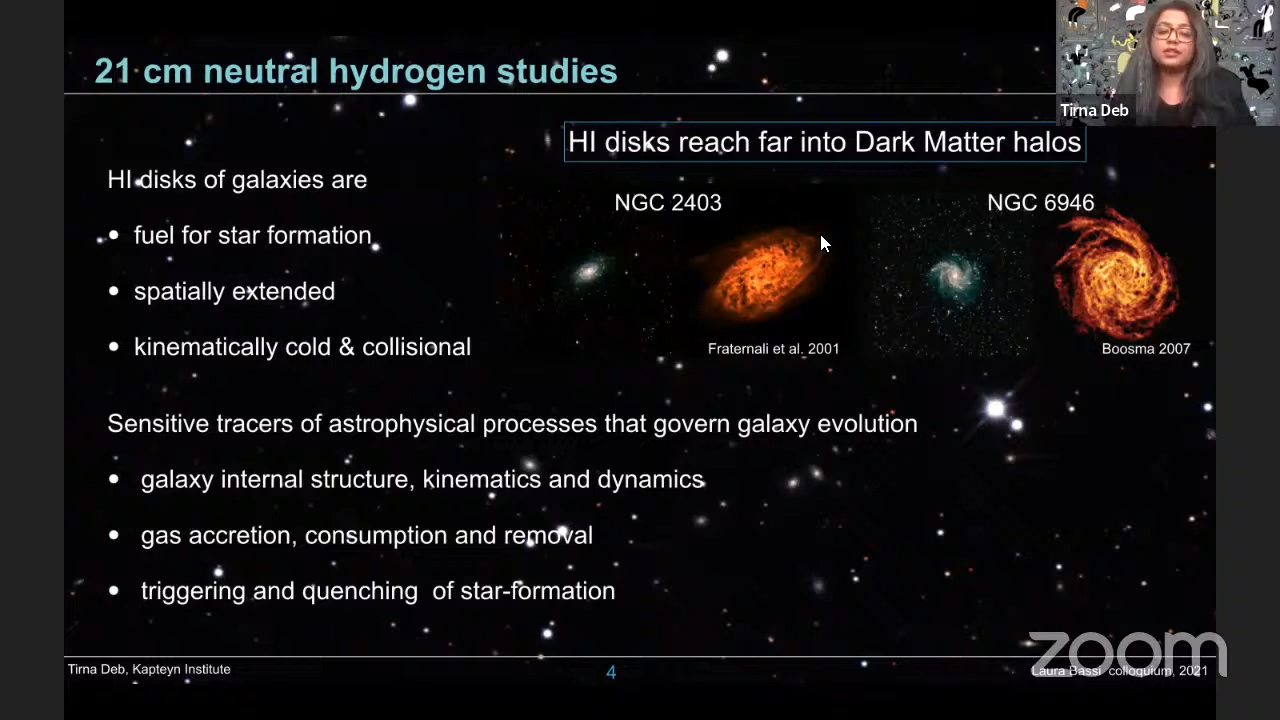 21 cm neutral hydrogen studies
Tirna Deb
HI disks reach far into Dark Matter halos
HI disks of galaxies are
• fuel for star formation
• spatially extended
• kinematically cold & collisional
NGC 2403
NGC 6946
Fraternali et al. 2001
Boosma 2007
Sensitive tracers of astrophysical processes that govern galaxy evolution
• galaxy internal structure, kinematics and dynamics
• gas accretion, consumption and removal
• triggering and quenching of star-formation
zoom
Tirna Deb, Kapteyn Institute
4
Laura Bassi colloquium, 2021